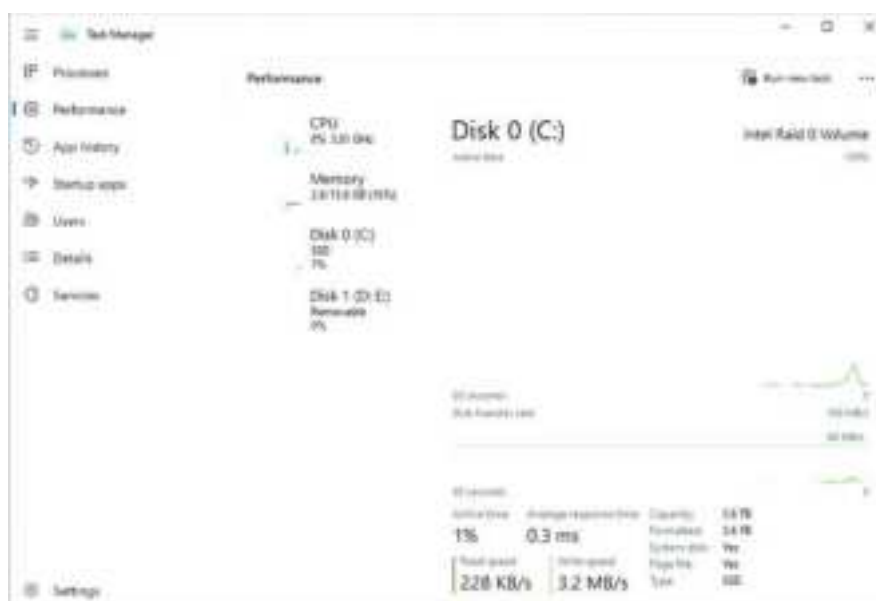 Task Manager
Processes
Performance
Run new task
Performance
App history
Startup apps
Users
Details
Services
CPU
Memory
Disk 0 (C:)
SSD
1%
Disk 1 (D: E:)
Removable
0%
Disk 0 (C:)
Intel Raid 0 Volume
Active time
60 seconds
0
Disk transfer rate
60 seconds
0
Active time
1%
Average response time
0.3 ms
Read speed
228 KB/s
Write speed
3.2 MB/s
Capacity:
Formatted:
System disk: Yes
Page file: Yes
Type: SSD
Settings